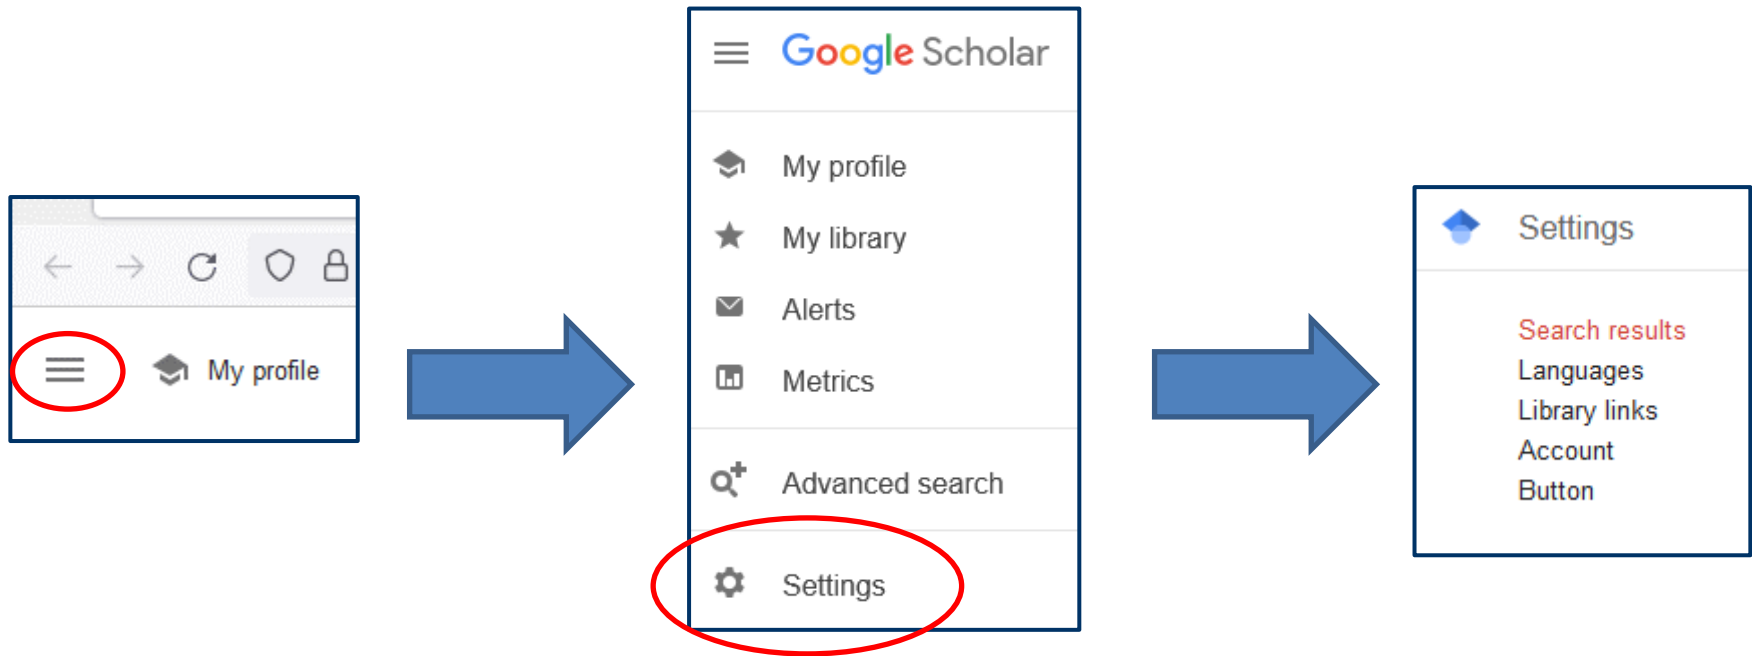 My profile
Google Scholar
My profile
My library
Alerts
Metrics
Advanced search
Settings
Settings
Search results
Languages
Library links
Account
Button